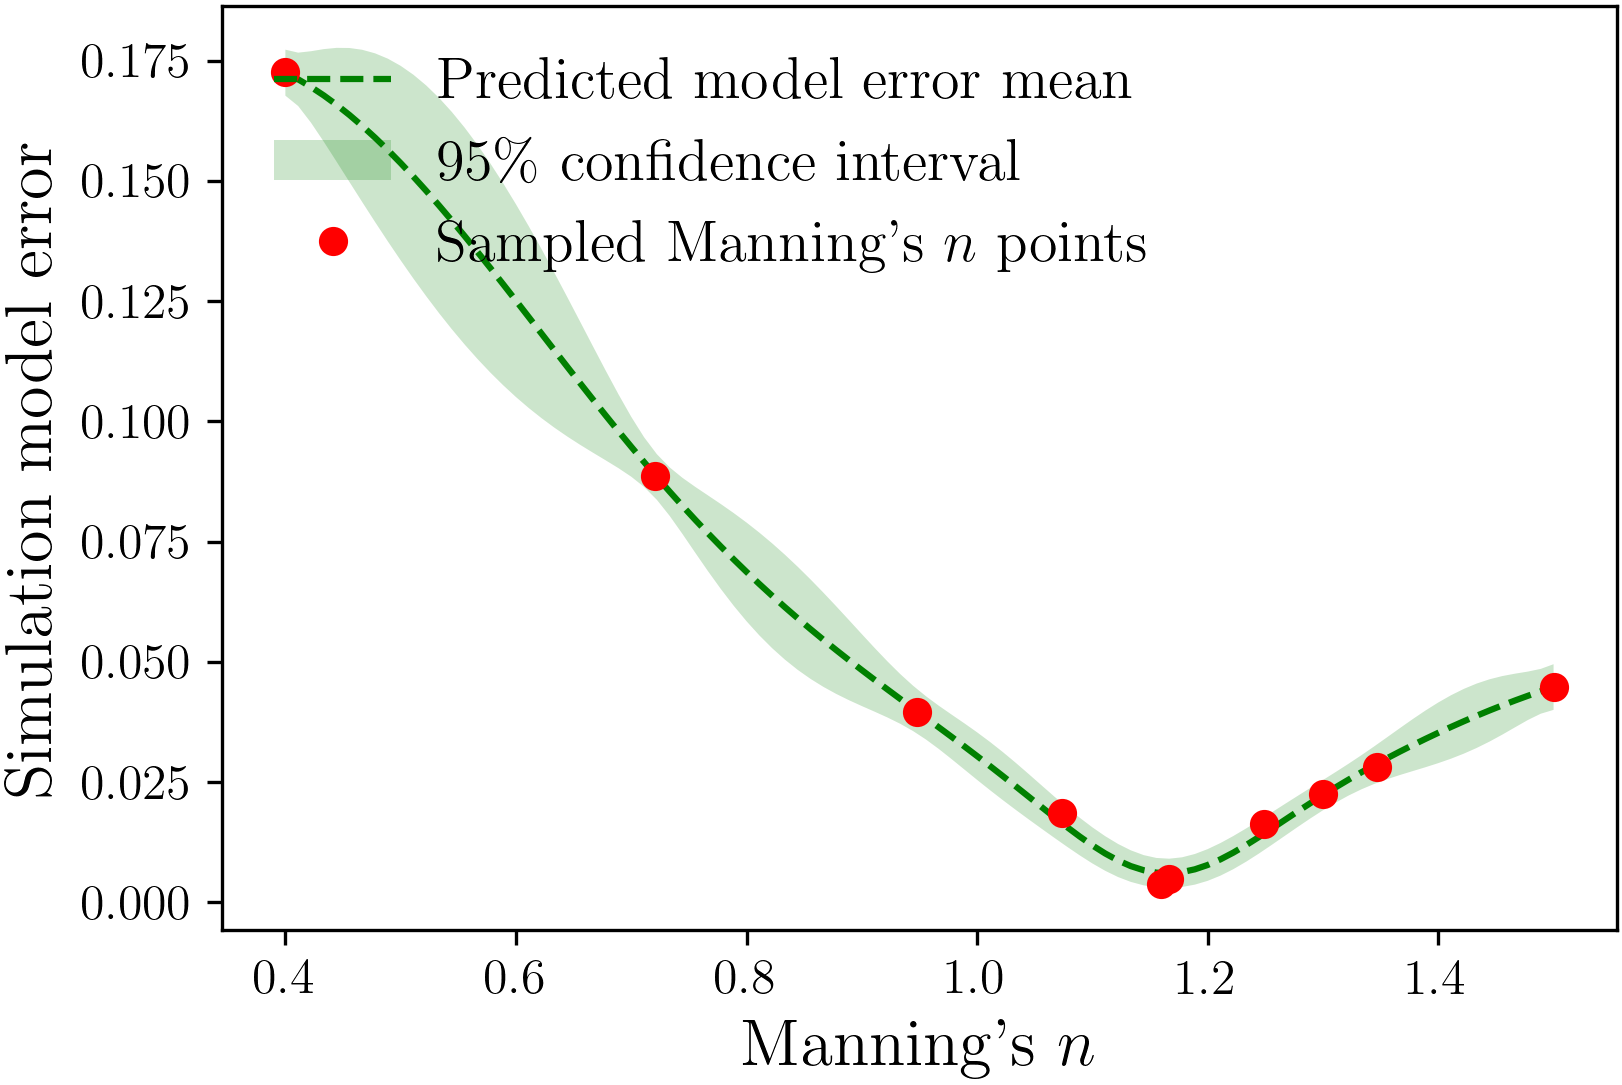 Simulation model error
0.175
0.150
0.125
0.100
0.075
0.050
0.025
0.000
Predicted model error mean
95% confidence interval
Sampled Manning's n points
0.4 0.6 0.8 1.0 1.2 1.4
Manning's n